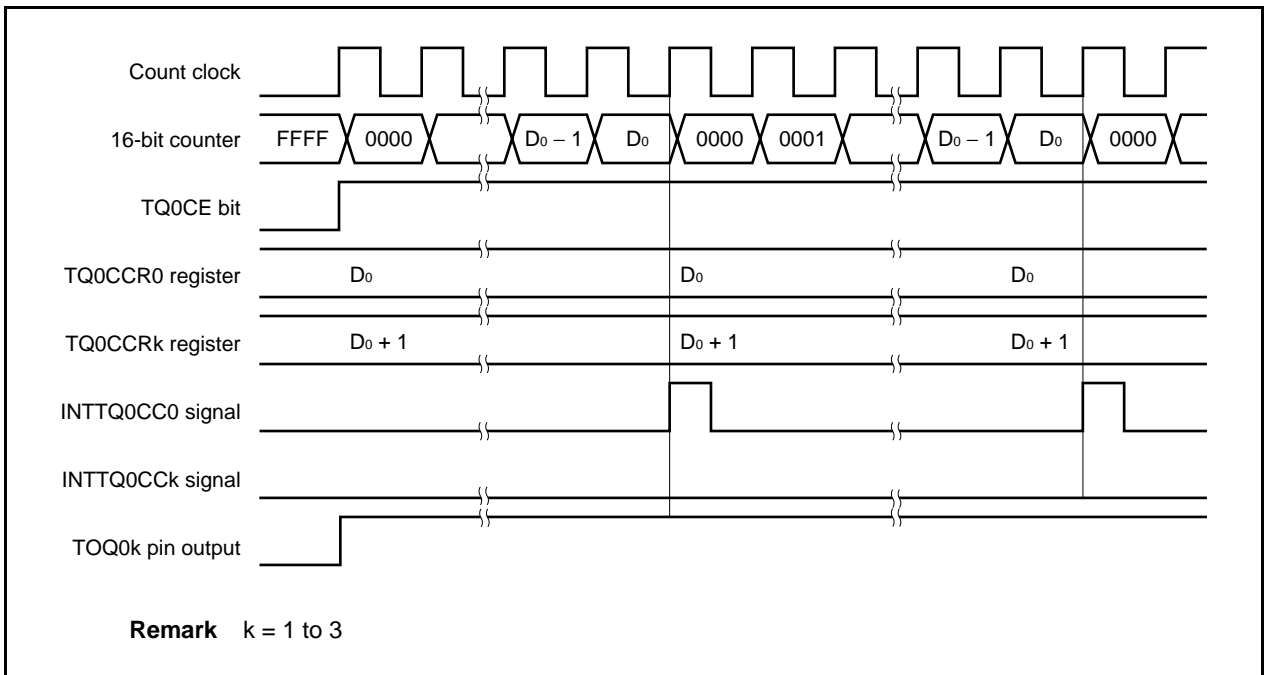 Count clock
16-bit counter FFFF 0000 D₀ − 1 D₀ 0000 0001 D₀ − 1 D₀ 0000
TQ0CE bit
TQ0CCR0 register D₀ D₀ D₀
TQ0CCRk register D₀ + 1 D₀ + 1 D₀ + 1
INTTQ0CC0 signal
INTTQ0CCk signal
TOQ0k pin output
Remark k = 1 to 3